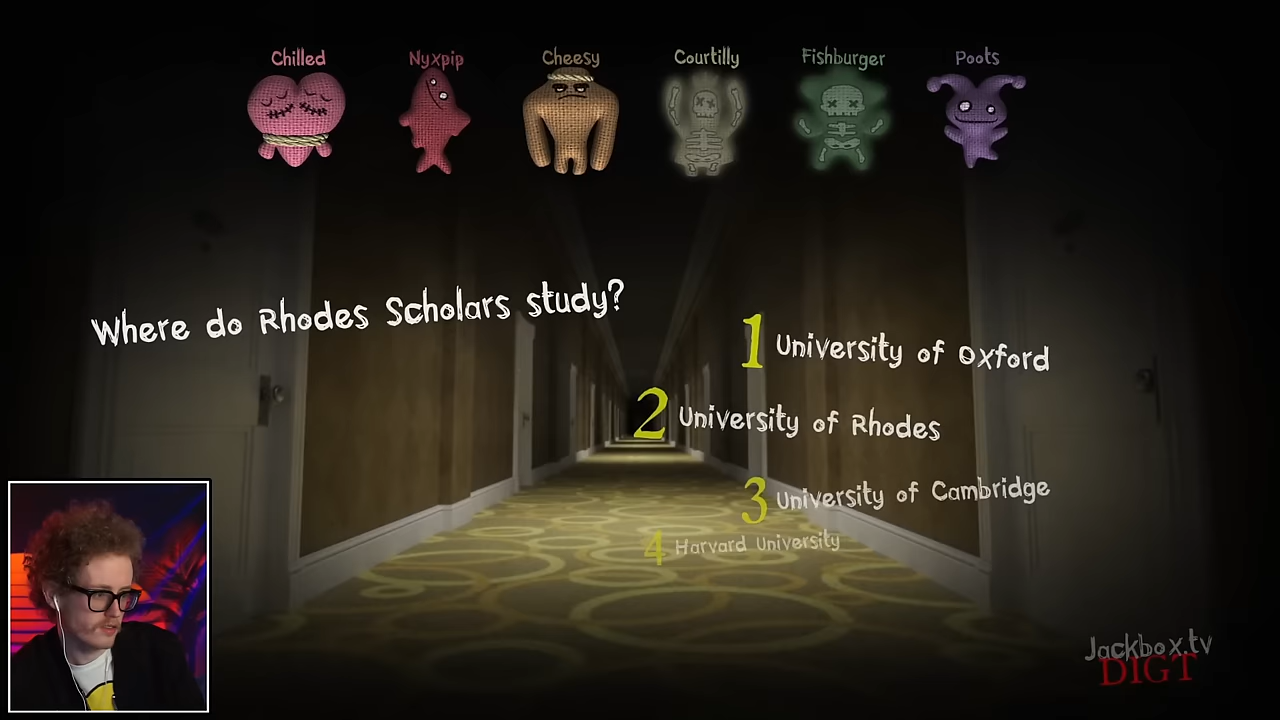 Chilled
Nyxpip
Cheesy
Courtilly
Fishburger
Poots
Where do Rhodes Scholars study?
1 University of Oxford
2 University of Rhodes
3 University of Cambridge
4 Harvard University
Jackbox.tv
DIGT